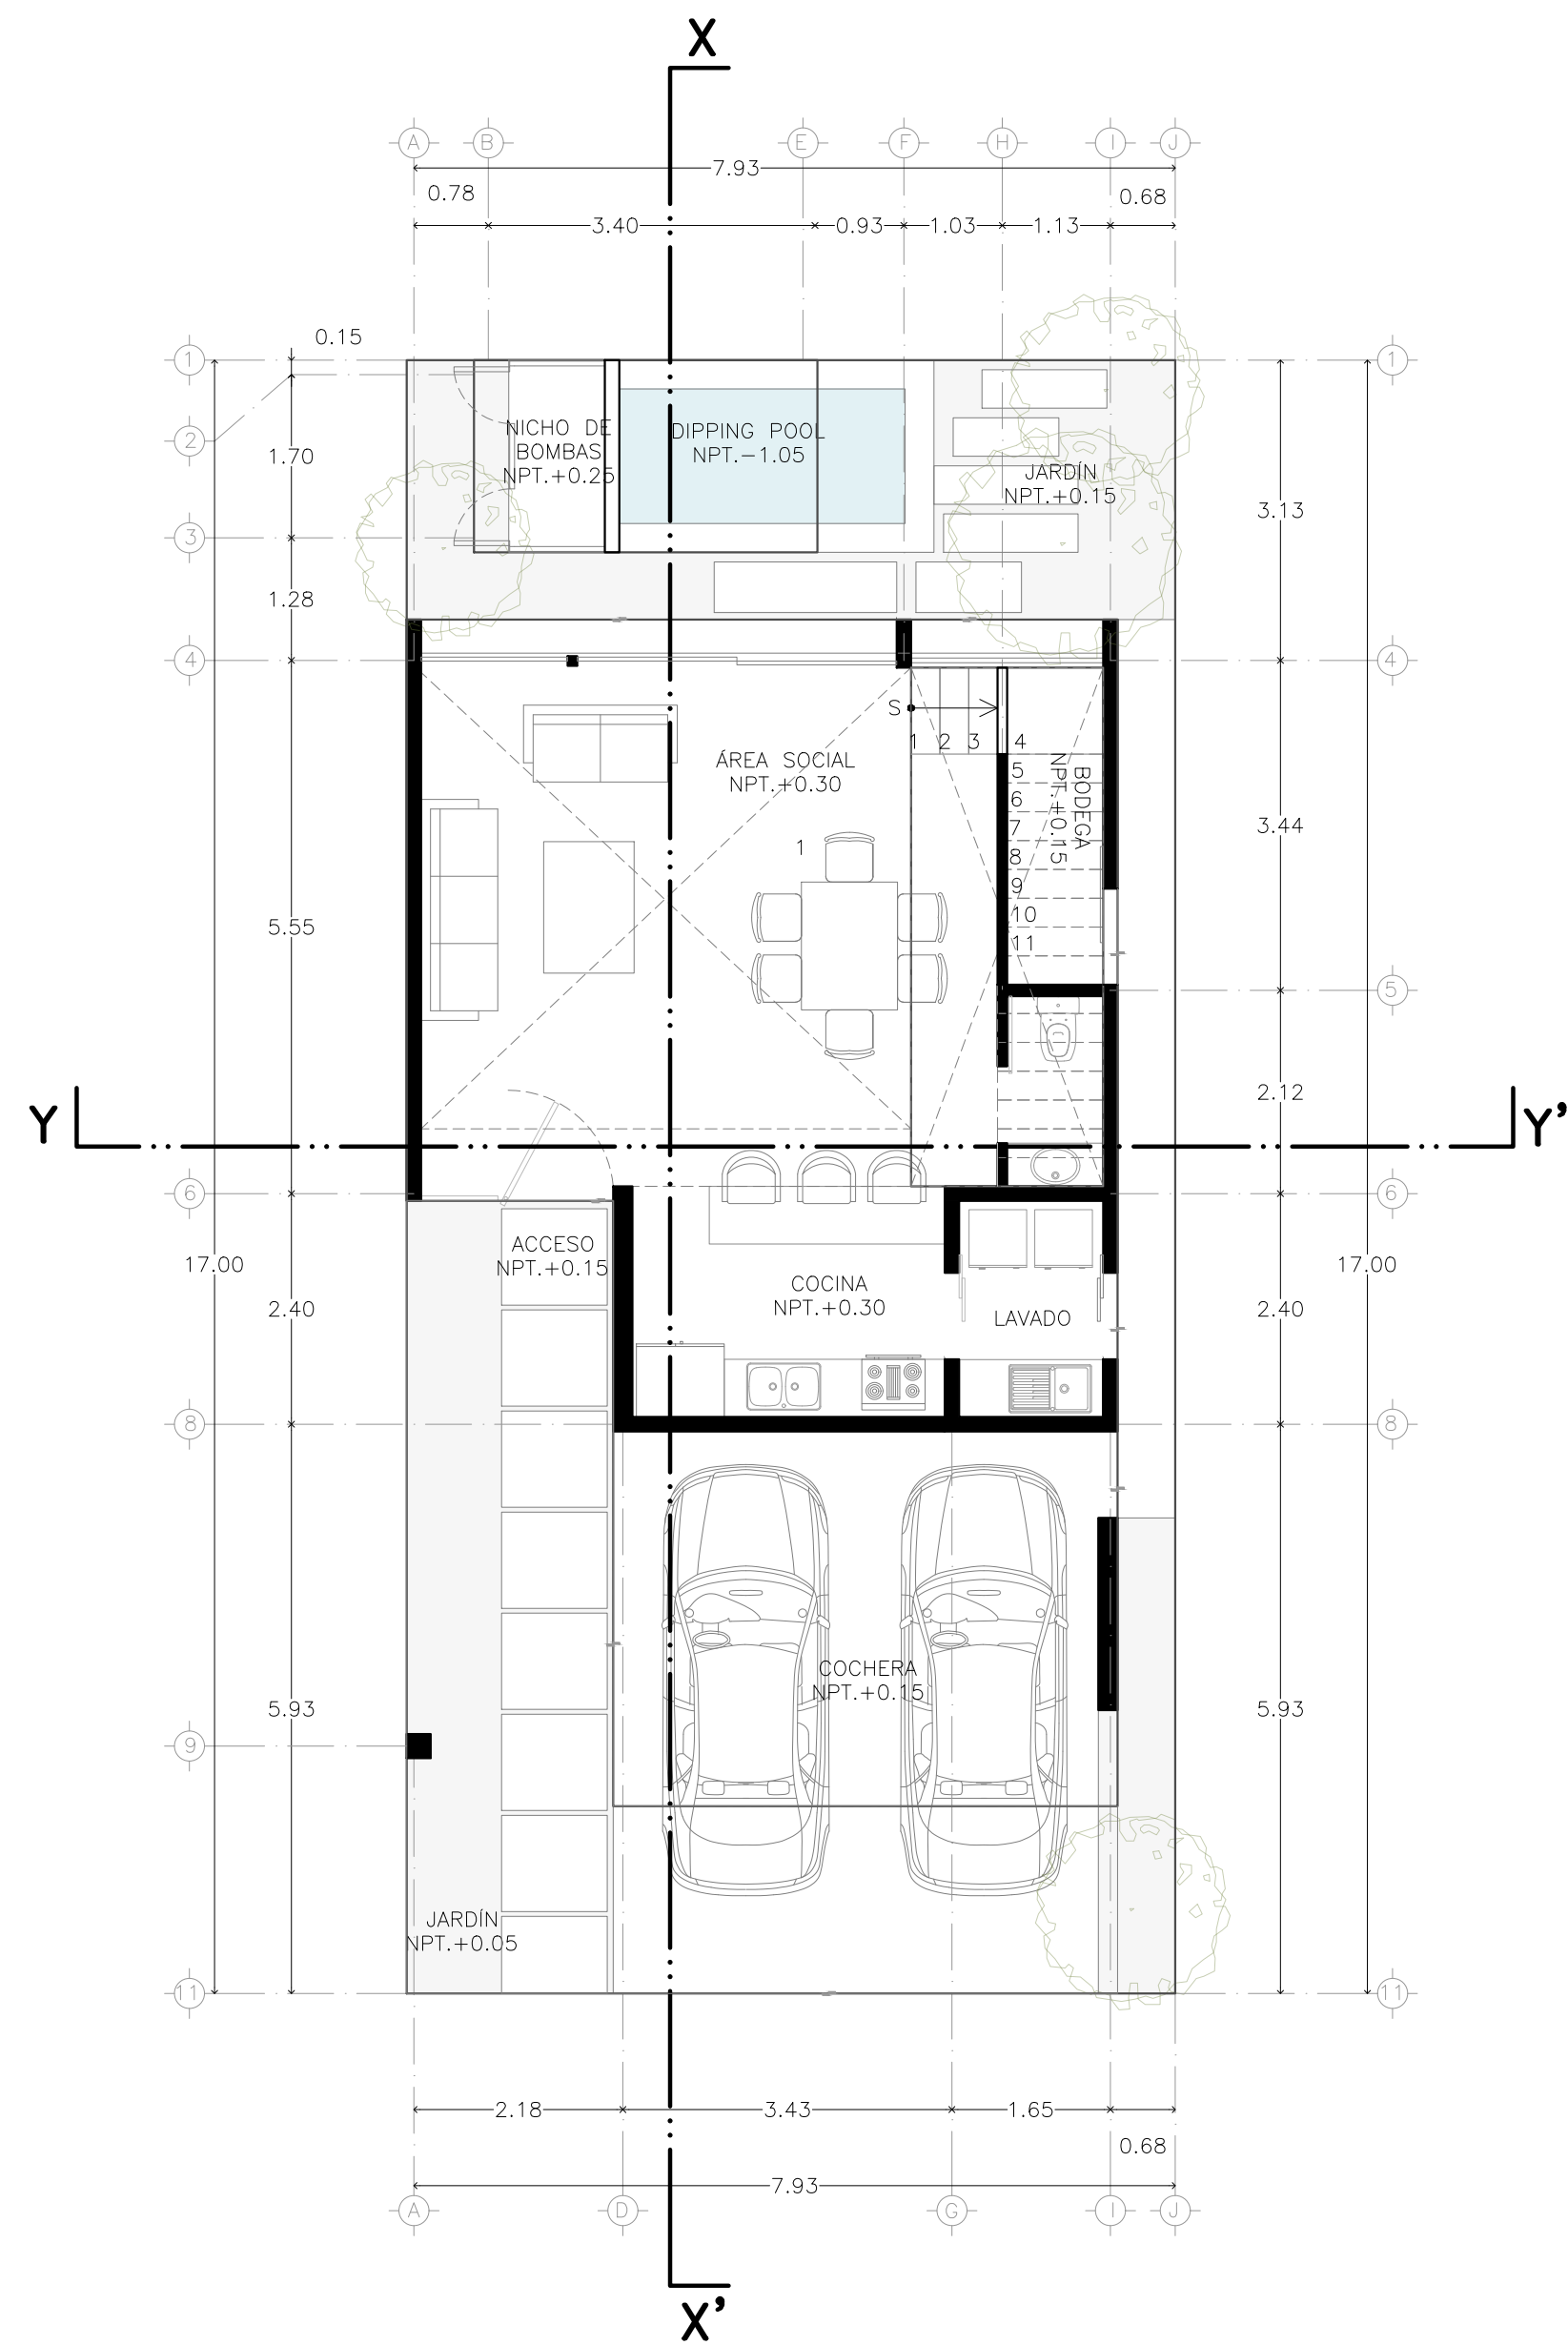 X
A
B
E
F
H
I
J
7.93
0.78
0.68
3.40
0.93
1.03
1.13
0.15
1
1
2
NICHO DE
BOMBAS
NPT.+0.25
DIPPING POOL
NPT.-1.05
1.70
JARDÍN
NPT.+0.15
3.13
3
1.28
4
4
S
1
2
3
4
5
6
7
8
9
10
11
ÁREA SOCIAL
NPT.+0.30
BODEGA
NPT.+0.15
3.44
1
5.55
5
2.12
Y
Y'
6
6
ACCESO
NPT.+0.15
17.00
17.00
COCINA
NPT.+0.30
2.40
2.40
LAVADO
8
8
COCHERA
NPT.+0.15
5.93
5.93
9
JARDÍN
NPT.+0.05
11
11
2.18
3.43
1.65
0.68
7.93
A
D
G
I
J
X'